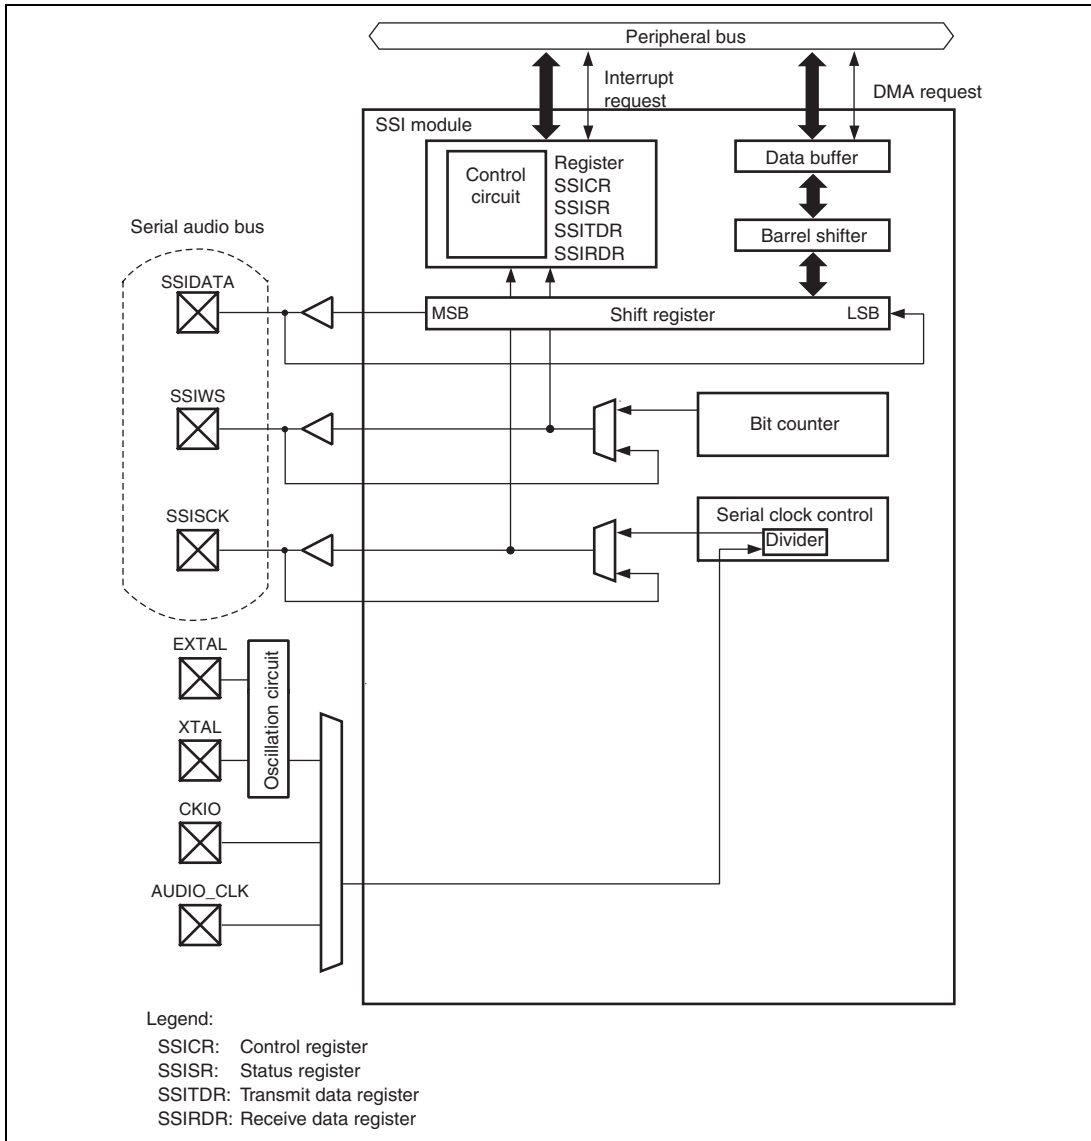 Peripheral bus
Interrupt
request
DMA request
SSI module
Control
circuit
Register
SSICR
SSISR
SSITDR
SSIRDR
Data buffer
Barrel shifter
Serial audio bus
SSIDATA
MSB
Shift register
LSB
SSIWS
Bit counter
SSISCK
Serial clock control
Divider
EXTAL
XTAL
Oscillation circuit
CKIO
AUDIO_CLK
Legend:
SSICR: Control register
SSISR: Status register
SSITDR: Transmit data register
SSIRDR: Receive data register